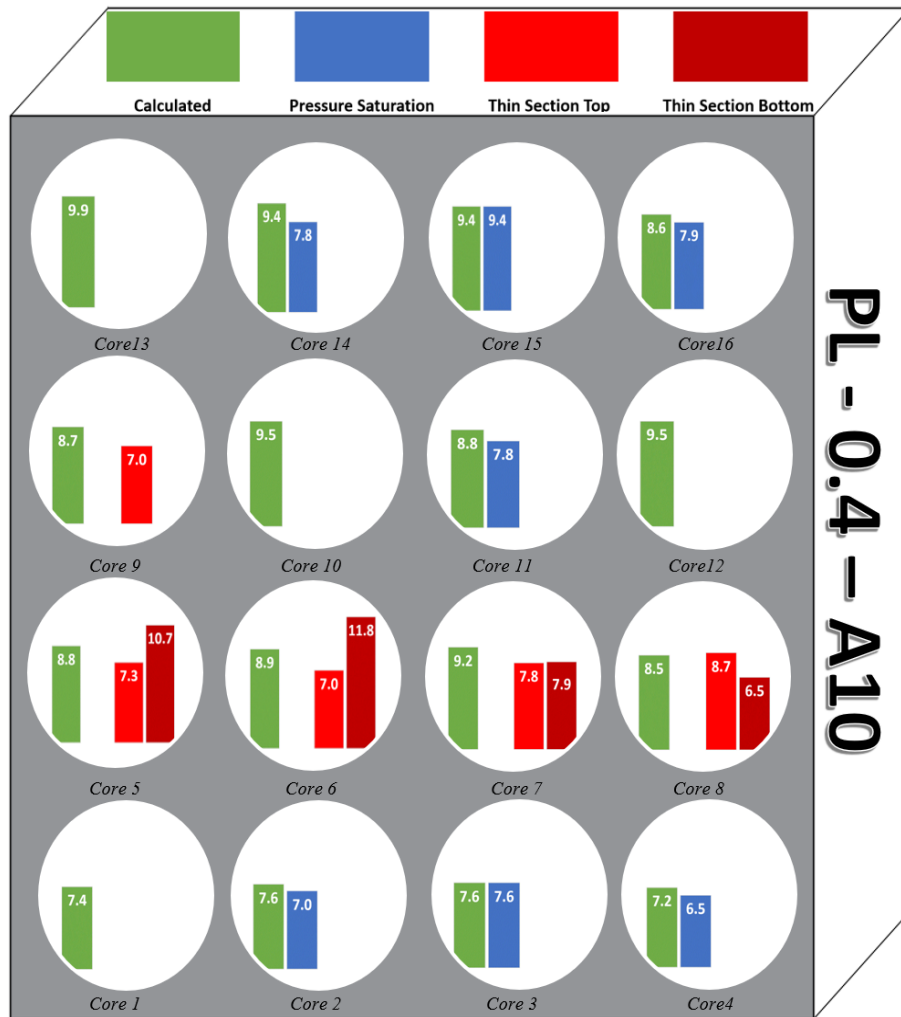 Calculated Pressure Saturation Thin Section Top Thin Section Bottom
9.9 9.4 7.8 9.4 9.4 8.6 7.9
Core13 Core 14 Core 15 Core16
8.7 7.0 9.5 8.8 7.8 9.5
Core 9 Core 10 Core 11 Core12
8.8 7.3 10.7 8.9 7.0 11.8 9.2 7.8 7.9 8.5 8.7 6.5
Core 5 Core 6 Core 7 Core 8
7.4 7.6 7.0 7.6 7.6 7.2 6.5
Core 1 Core 2 Core 3 Core4
PL - 0.4 – A10